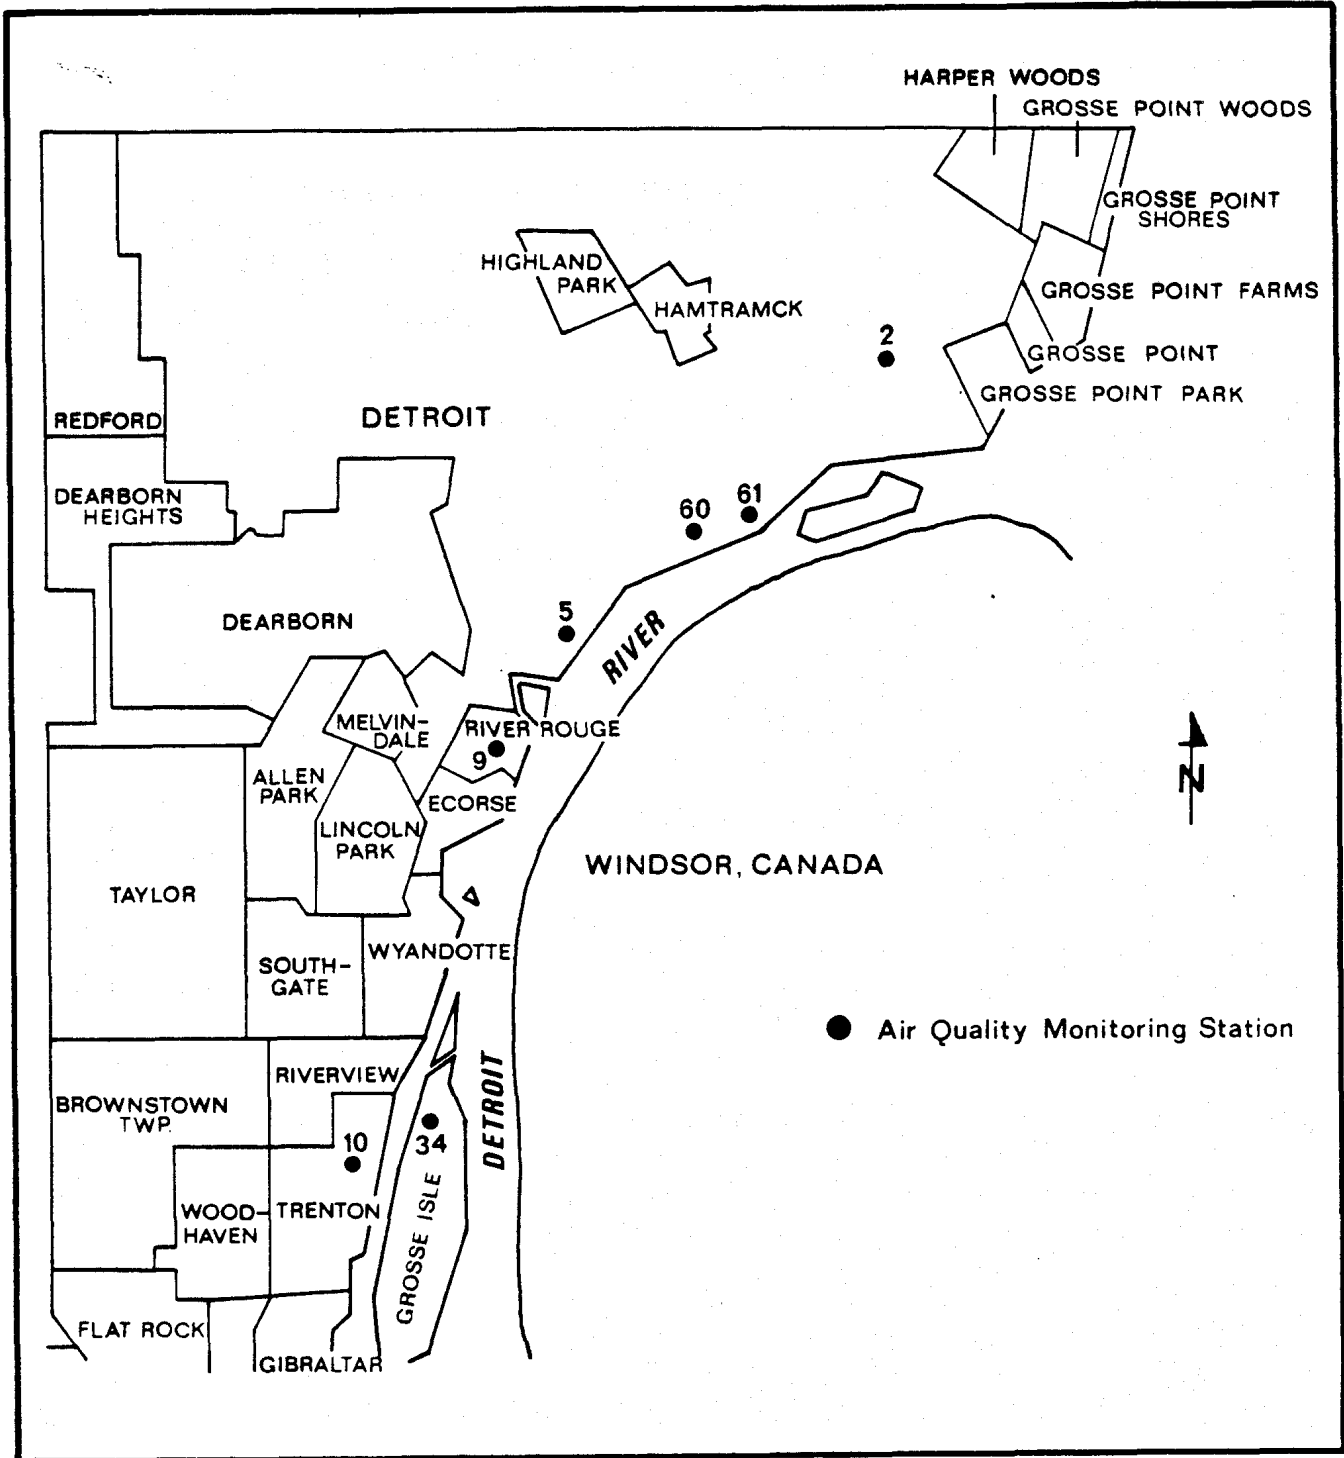 HARPER WOODS
GROSSE POINT WOODS
GROSSE POINT
SHORES
HIGHLAND
PARK
HAMTRAMCK
GROSSE POINT FARMS
2
GROSSE POINT
GROSSE POINT PARK
REDFORD
DETROIT
DEARBORN
HEIGHTS
60
61
DEARBORN
5
RIVER
MELVIN-
DALE
RIVER ROUGE
9
ALLEN
PARK
ECORSE
LINCOLN
PARK
N
WINDSOR, CANADA
TAYLOR
WYANDOTTE
SOUTH-
GATE
Air Quality Monitoring Station
RIVERVIEW
BROWNSTOWN
TWP.
DETROIT
10
34
WOOD-
HAVEN
TRENTON
GROSSE ISLE
FLAT ROCK
GIBRALTAR